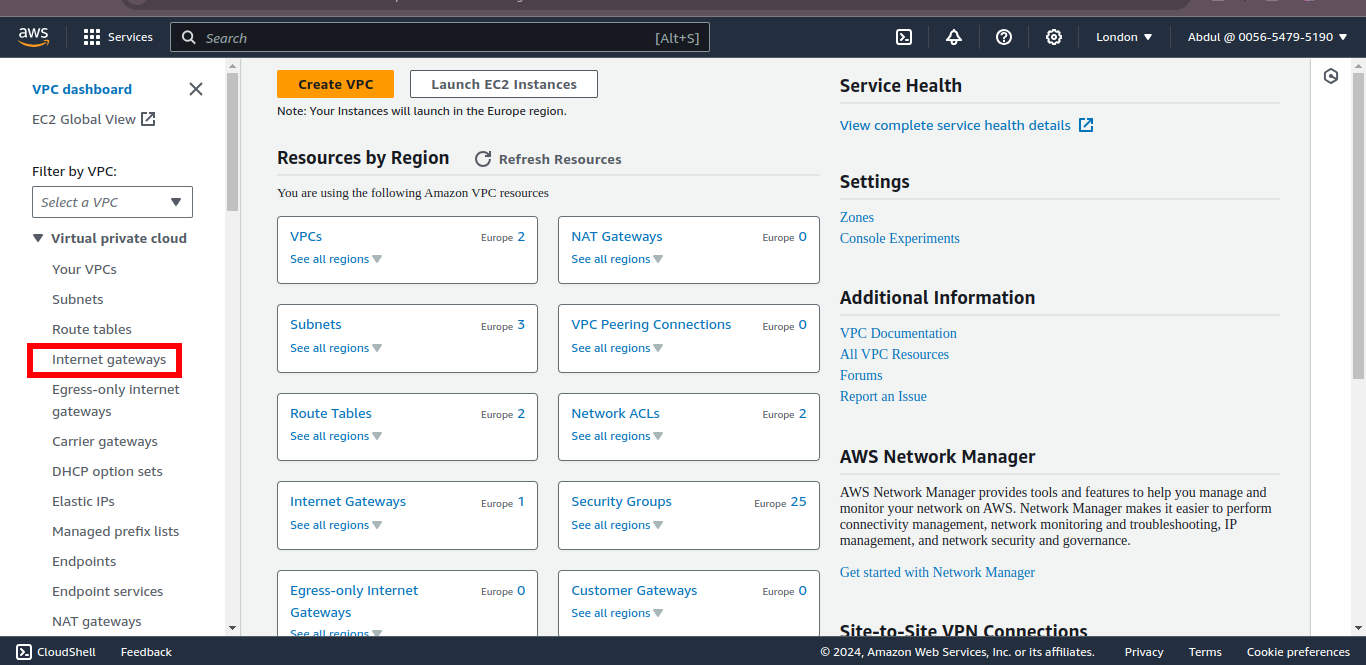 aws
Services
Search
[Alt+S]
London
Abdul @ 0056-5479-5190
VPC dashboard
EC2 Global View
Filter by VPC:
Select a VPC
Virtual private cloud
Your VPCs
Subnets
Route tables
Internet gateways
Egress-only internet
gateways
Carrier gateways
DHCP option sets
Elastic IPs
Managed prefix lists
Endpoints
Endpoint services
NAT gateways
Create VPC
Launch EC2 Instances
Note: Your Instances will launch in the Europe region.
Resources by Region
Refresh Resources
You are using the following Amazon VPC resources
VPCs Europe 2
See all regions
NAT Gateways Europe 0
See all regions
Subnets Europe 3
See all regions
VPC Peering Connections Europe 0
See all regions
Route Tables Europe 2
See all regions
Network ACLs Europe 2
See all regions
Internet Gateways Europe 1
See all regions
Security Groups Europe 25
See all regions
Egress-only Internet Europe 0
Gateways
See all regions
Customer Gateways Europe 0
See all regions
Service Health
View complete service health details
Settings
Zones
Console Experiments
Additional Information
VPC Documentation
All VPC Resources
Forums
Report an Issue
AWS Network Manager
AWS Network Manager provides tools and features to help you manage and
monitor your network on AWS. Network Manager makes it easier to perform
connectivity management, network monitoring and troubleshooting, IP
management, and network security and governance.
Get started with Network Manager
Site-to-Site VPN Connections
CloudShell
Feedback
© 2024, Amazon Web Services, Inc. or its affiliates.
Privacy
Terms
Cookie preferences